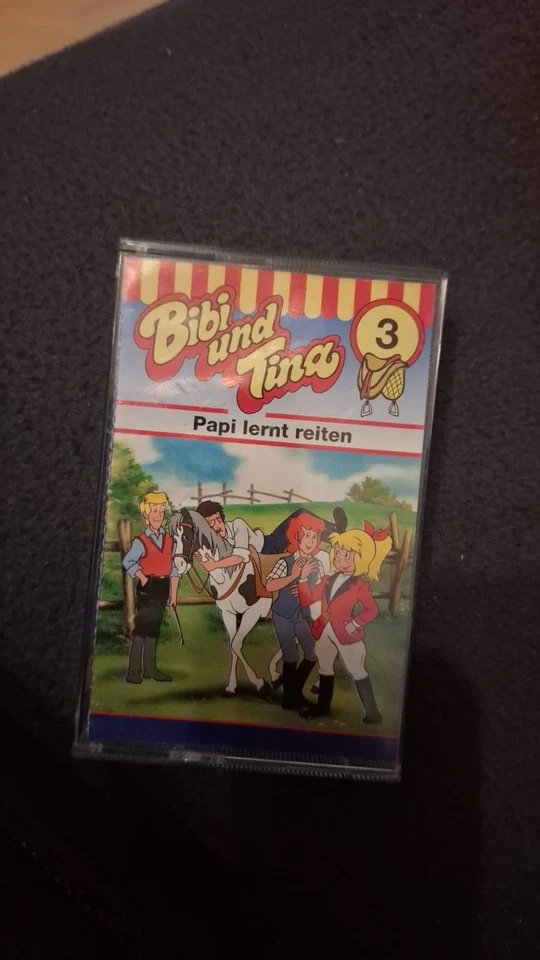 Bibi
und
Tina
3
Papi lernt reiten